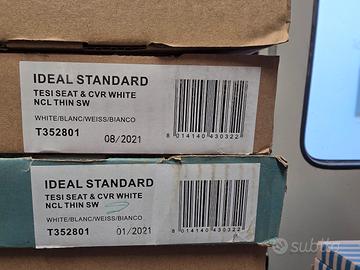 IDEAL STANDARD
TESI SEAT & CVR WHITE
NCL THIN SW
WHITE/BLANC/WEISS/BIANCO
T352801
08/2021
8 014140 430322
IDEAL STANDARD
TESI SEAT & CVR WHITE
NCL THIN SW
WHITE/BLANC/WEISS/BIANCO
T352801
01/2021
8 014140 430322
subito